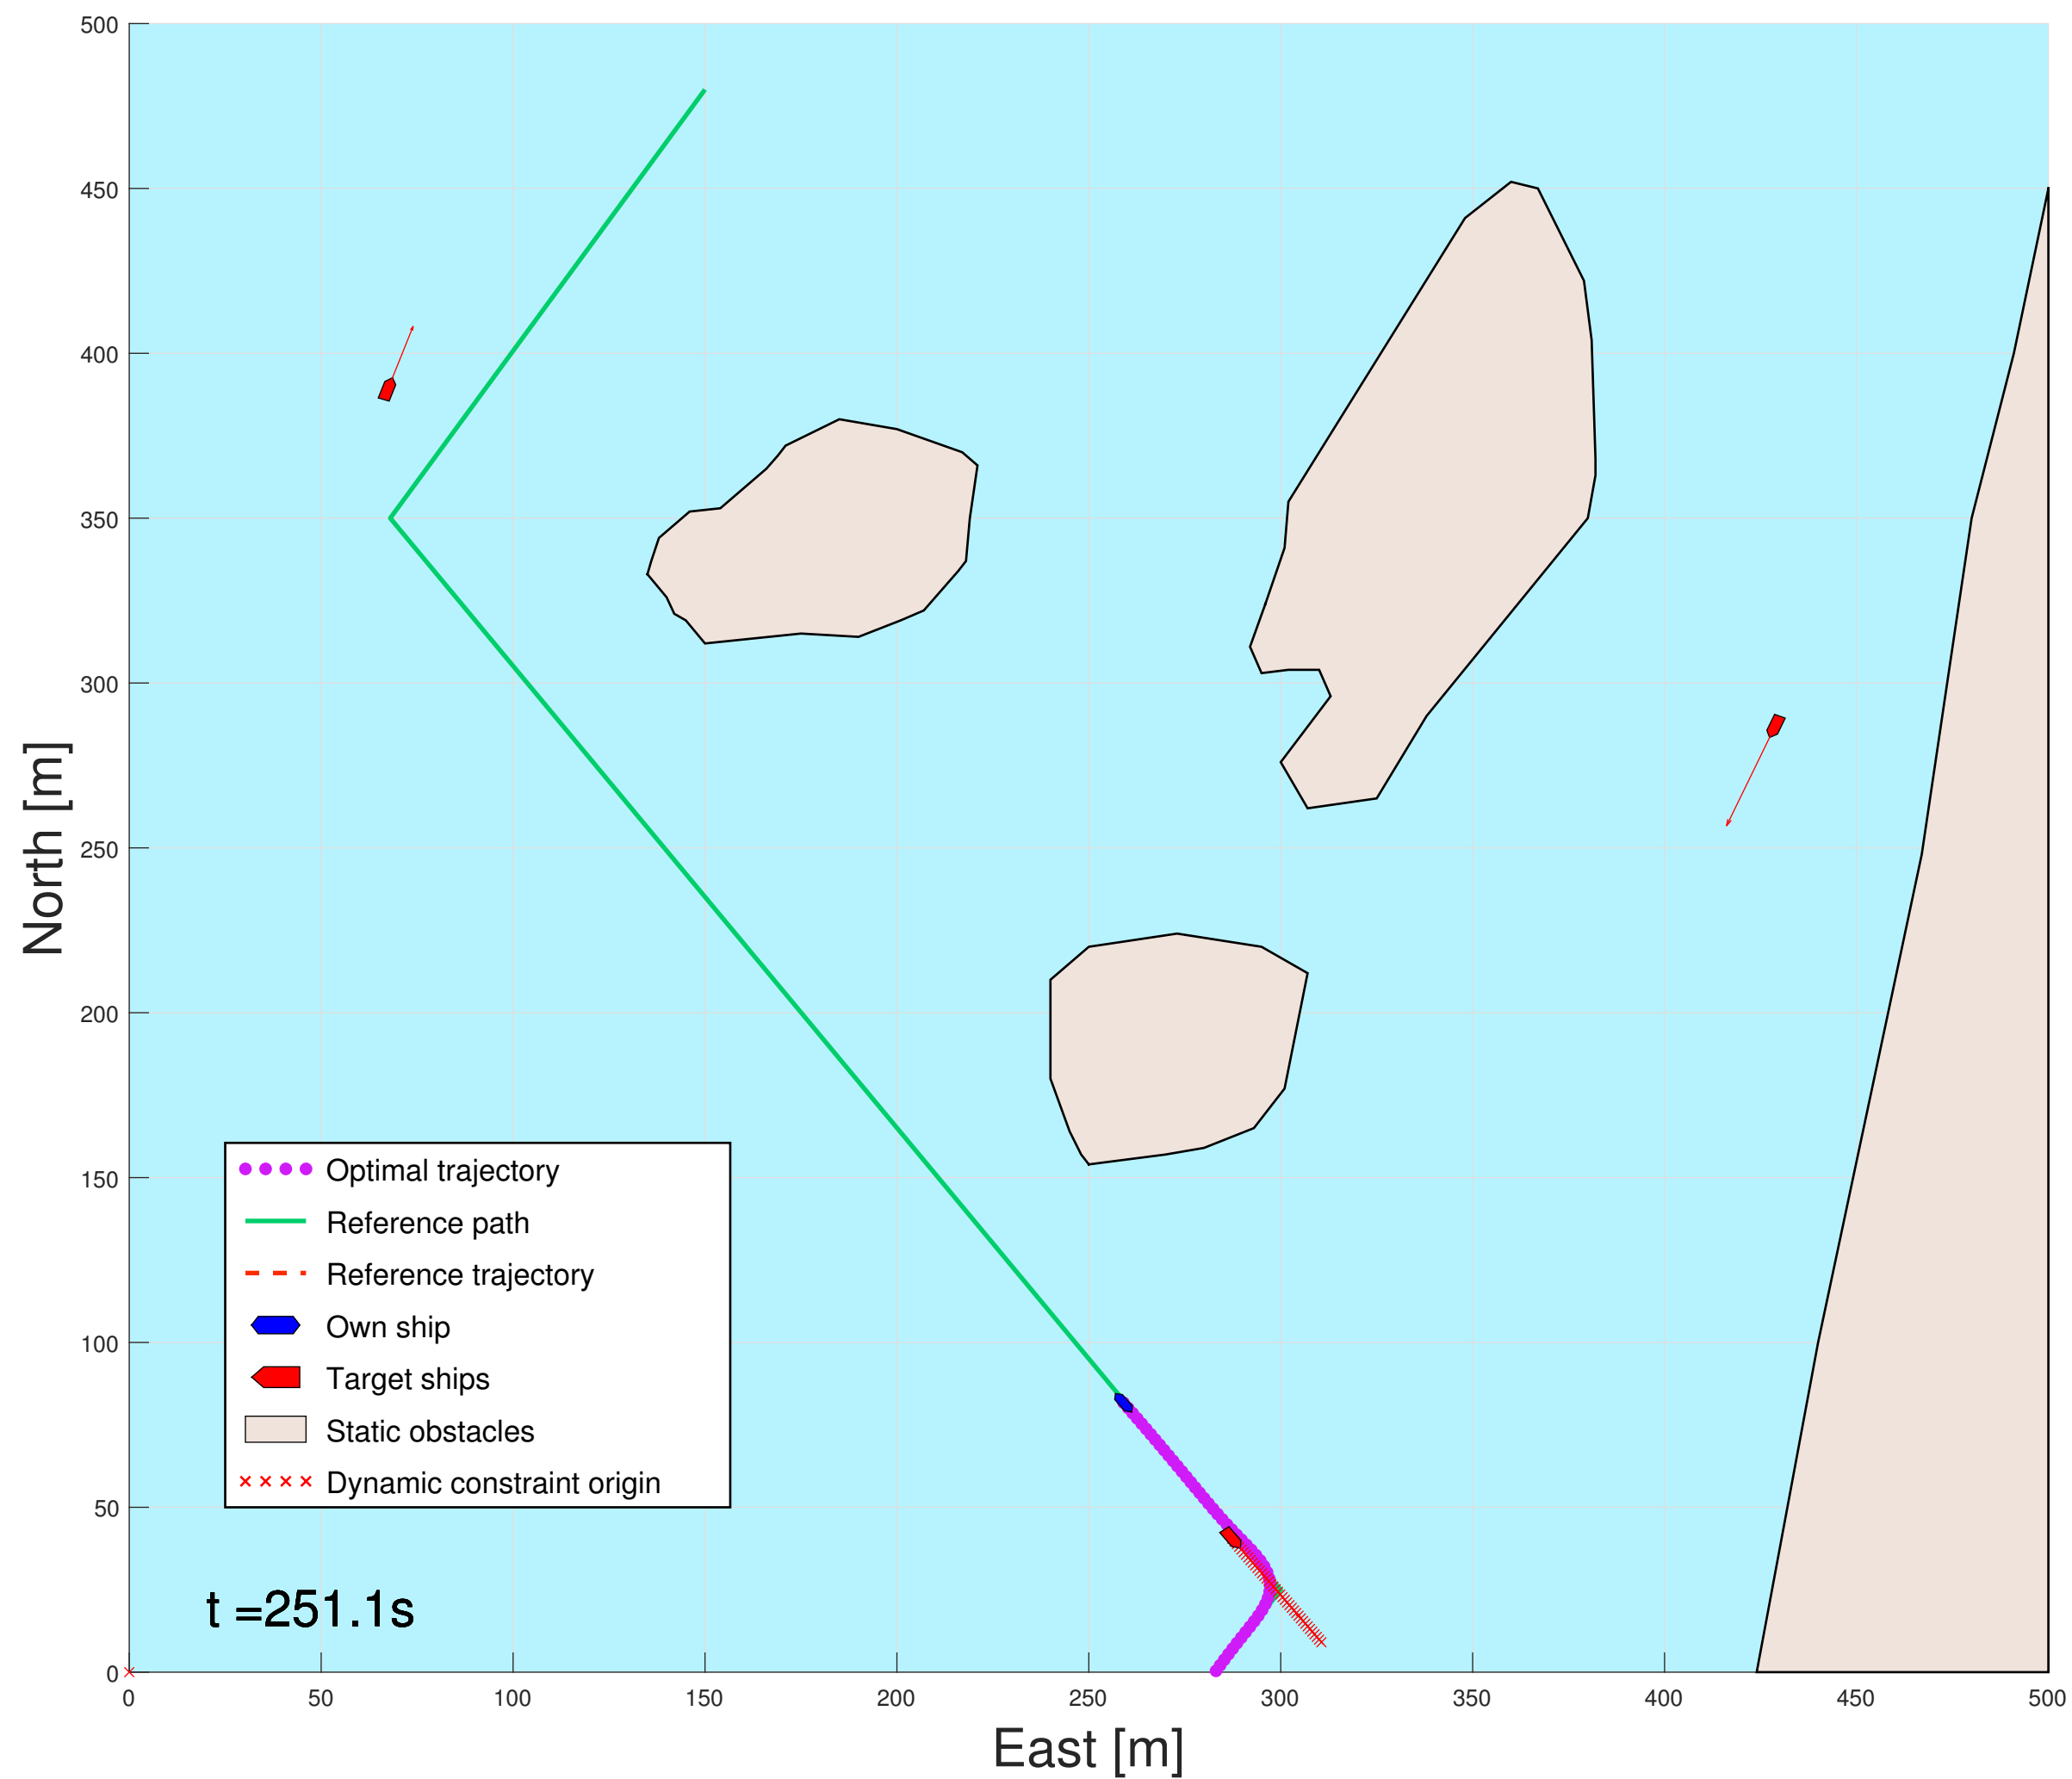 500
450
400
350
300
250
200
150
100
50
0
North [m]
Optimal trajectory
Reference path
Reference trajectory
Own ship
Target ships
Static obstacles
Dynamic constraint origin
t =251.1s
0 50 100 150 200 250 300 350 400 450 500
East [m]